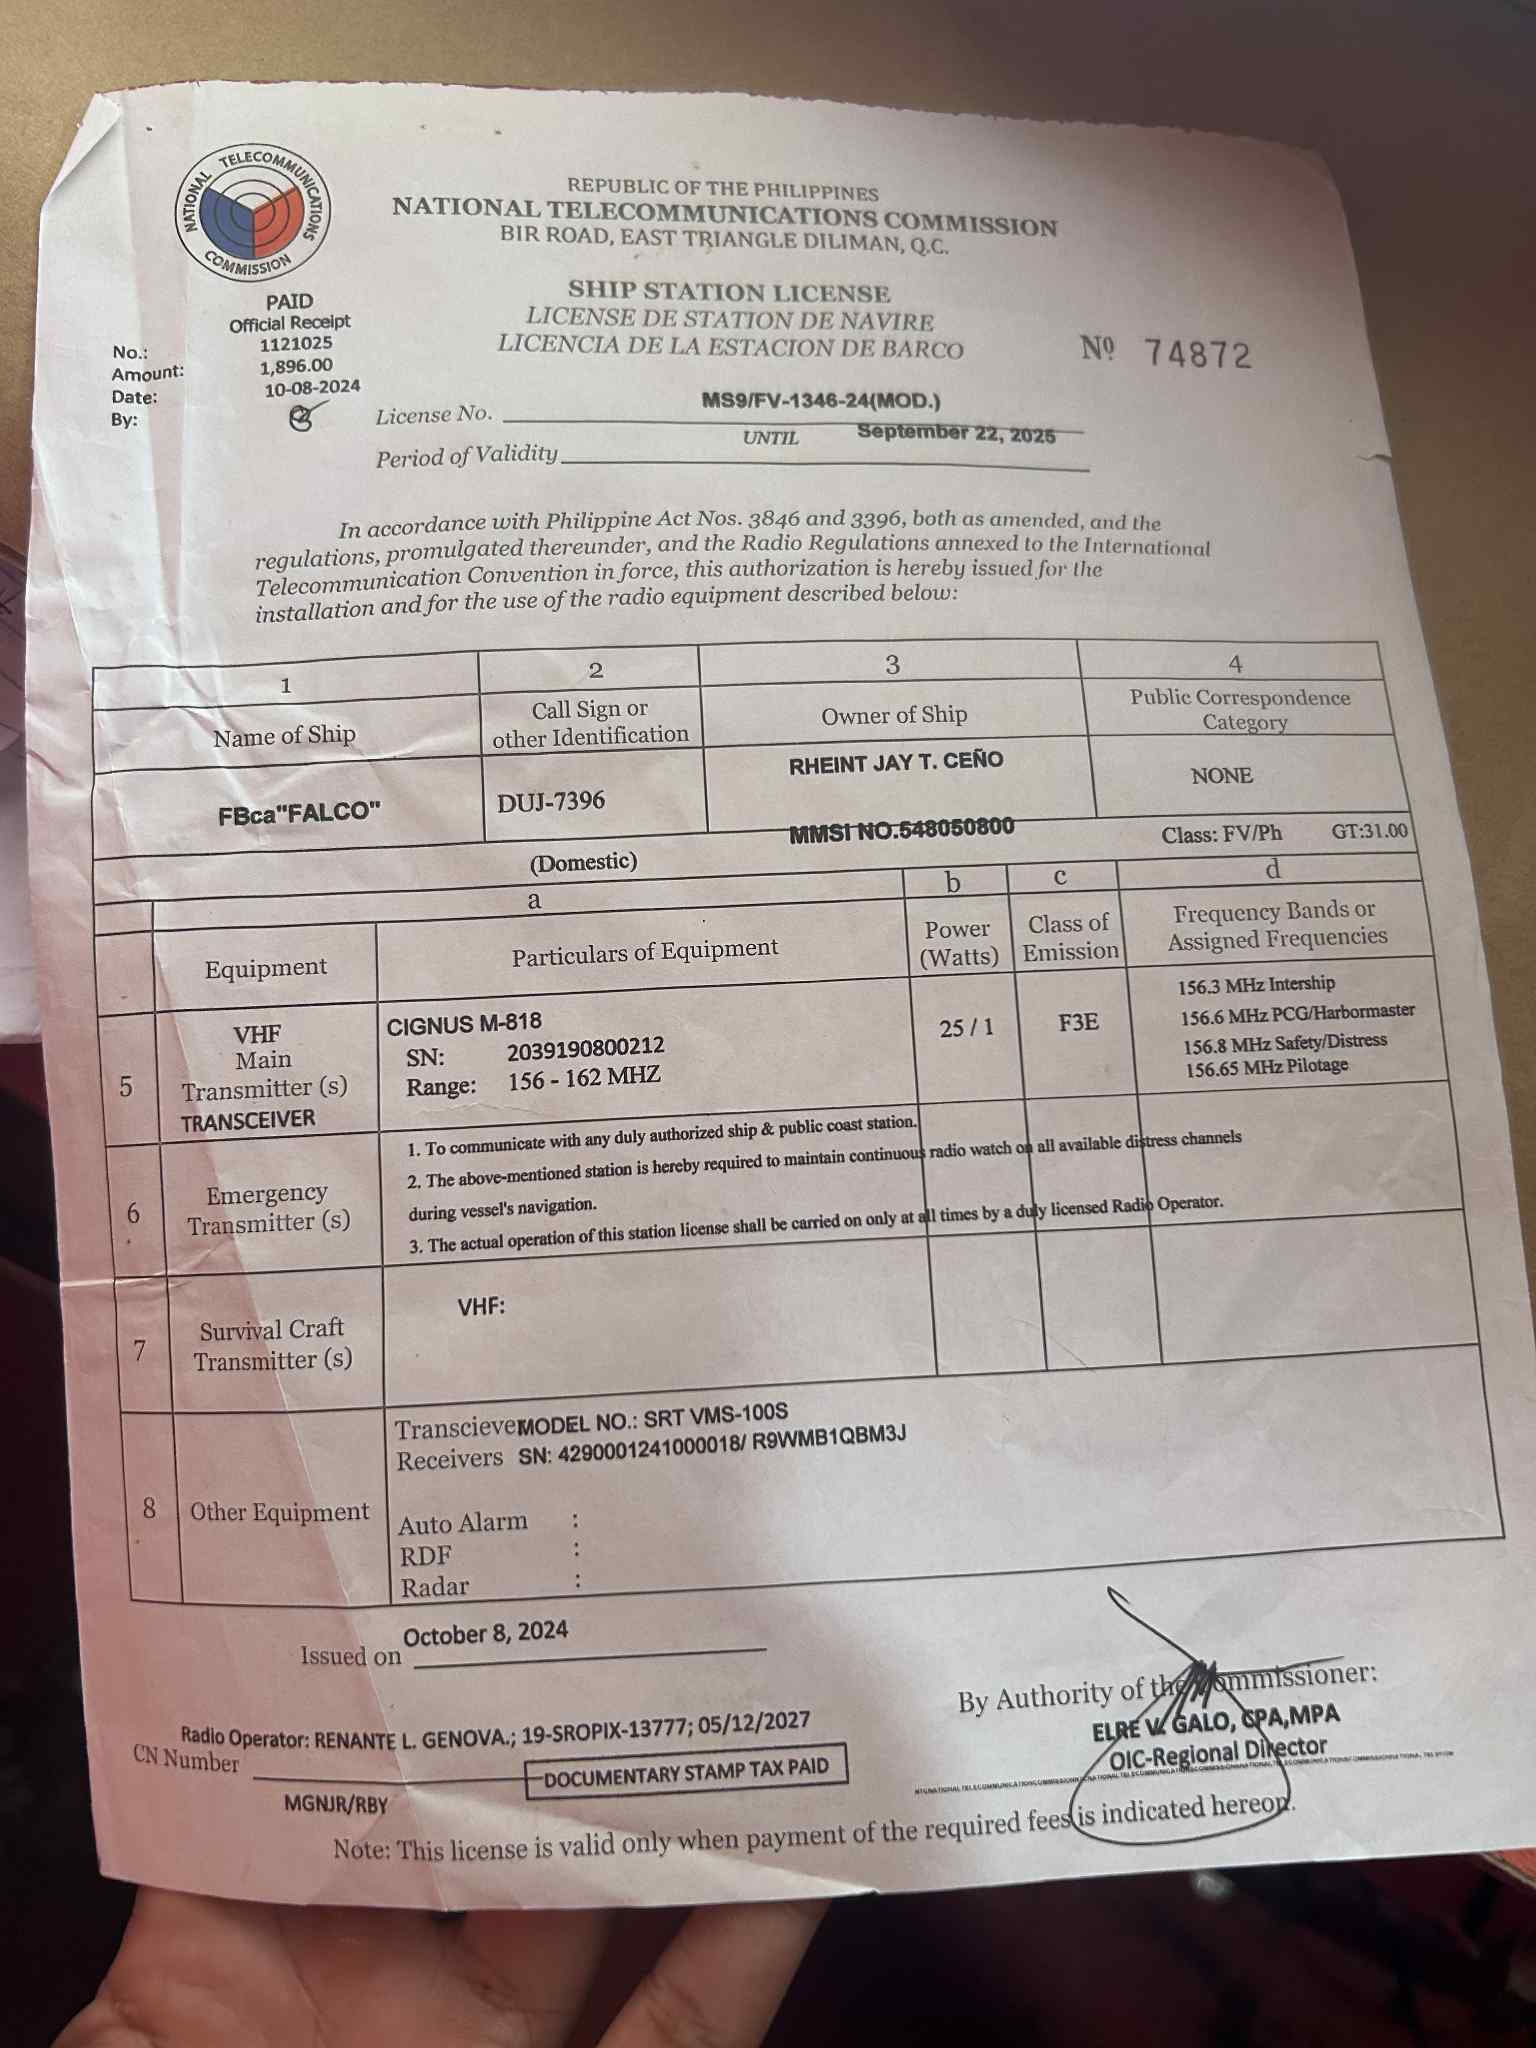 NATIONAL TELECOMMUNICATIONS COMMISSION
REPUBLIC OF THE PHILIPPINES
NATIONAL TELECOMMUNICATIONS COMMISSION
BIR ROAD, EAST TRIANGLE DILIMAN, Q.C.
SHIP STATION LICENSE
LICENSE DE STATION DE NAVIRE
LICENCIA DE LA ESTACION DE BARCO
Nº 74872
PAID
Official Receipt
No.: 1121025
Amount: 1,896.00
Date: 10-08-2024
By:
License No. MS9/FV-1346-24(MOD.)
Period of Validity UNTIL September 22, 2025
In accordance with Philippine Act Nos. 3846 and 3396, both as amended, and the
regulations, promulgated thereunder, and the Radio Regulations annexed to the International
Telecommunication Convention in force, this authorization is hereby issued for the
installation and for the use of the radio equipment described below:
1 2 3 4
Name of Ship
Call Sign or
other Identification
Owner of Ship
Public Correspondence
Category
FBca"FALCO"
DUJ-7396
RHEINT JAY T. CEÑO
NONE
(Domestic) MMSI NO.548050800 Class: FV/Ph GT:31.00
a b c d
Equipment
Particulars of Equipment
Power
(Watts)
Class of
Emission
Frequency Bands or
Assigned Frequencies
5
VHF
Main
Transmitter (s)
TRANSCEIVER
CIGNUS M-818
SN: 2039190800212
Range: 156 - 162 MHZ
25 / 1
F3E
156.3 MHz Intership
156.6 MHz PCG/Harbormaster
156.8 MHz Safety/Distress
156.65 MHz Pilotage
6
Emergency
Transmitter (s)
1. To communicate with any duly authorized ship & public coast station.
2. The above-mentioned station is hereby required to maintain continuous radio watch on all available distress channels
during vessel's navigation.
3. The actual operation of this station license shall be carried on only at all times by a duly licensed Radio Operator.
7
Survival Craft
Transmitter (s)
VHF:
8
Other Equipment
Transciever MODEL NO.: SRT VMS-100S
Receivers SN: 4290001241000018/ R9WMB1QBM3J
Auto Alarm :
RDF :
Radar :
Issued on October 8, 2024
By Authority of the Commissioner:
ELRE V. GALO, CPA,MPA
OIC-Regional Director
Radio Operator: RENANTE L. GENOVA.; 19-SROPIX-13777; 05/12/2027
CN Number
DOCUMENTARY STAMP TAX PAID
MGNJR/RBY
Note: This license is valid only when payment of the required fees is indicated hereon.